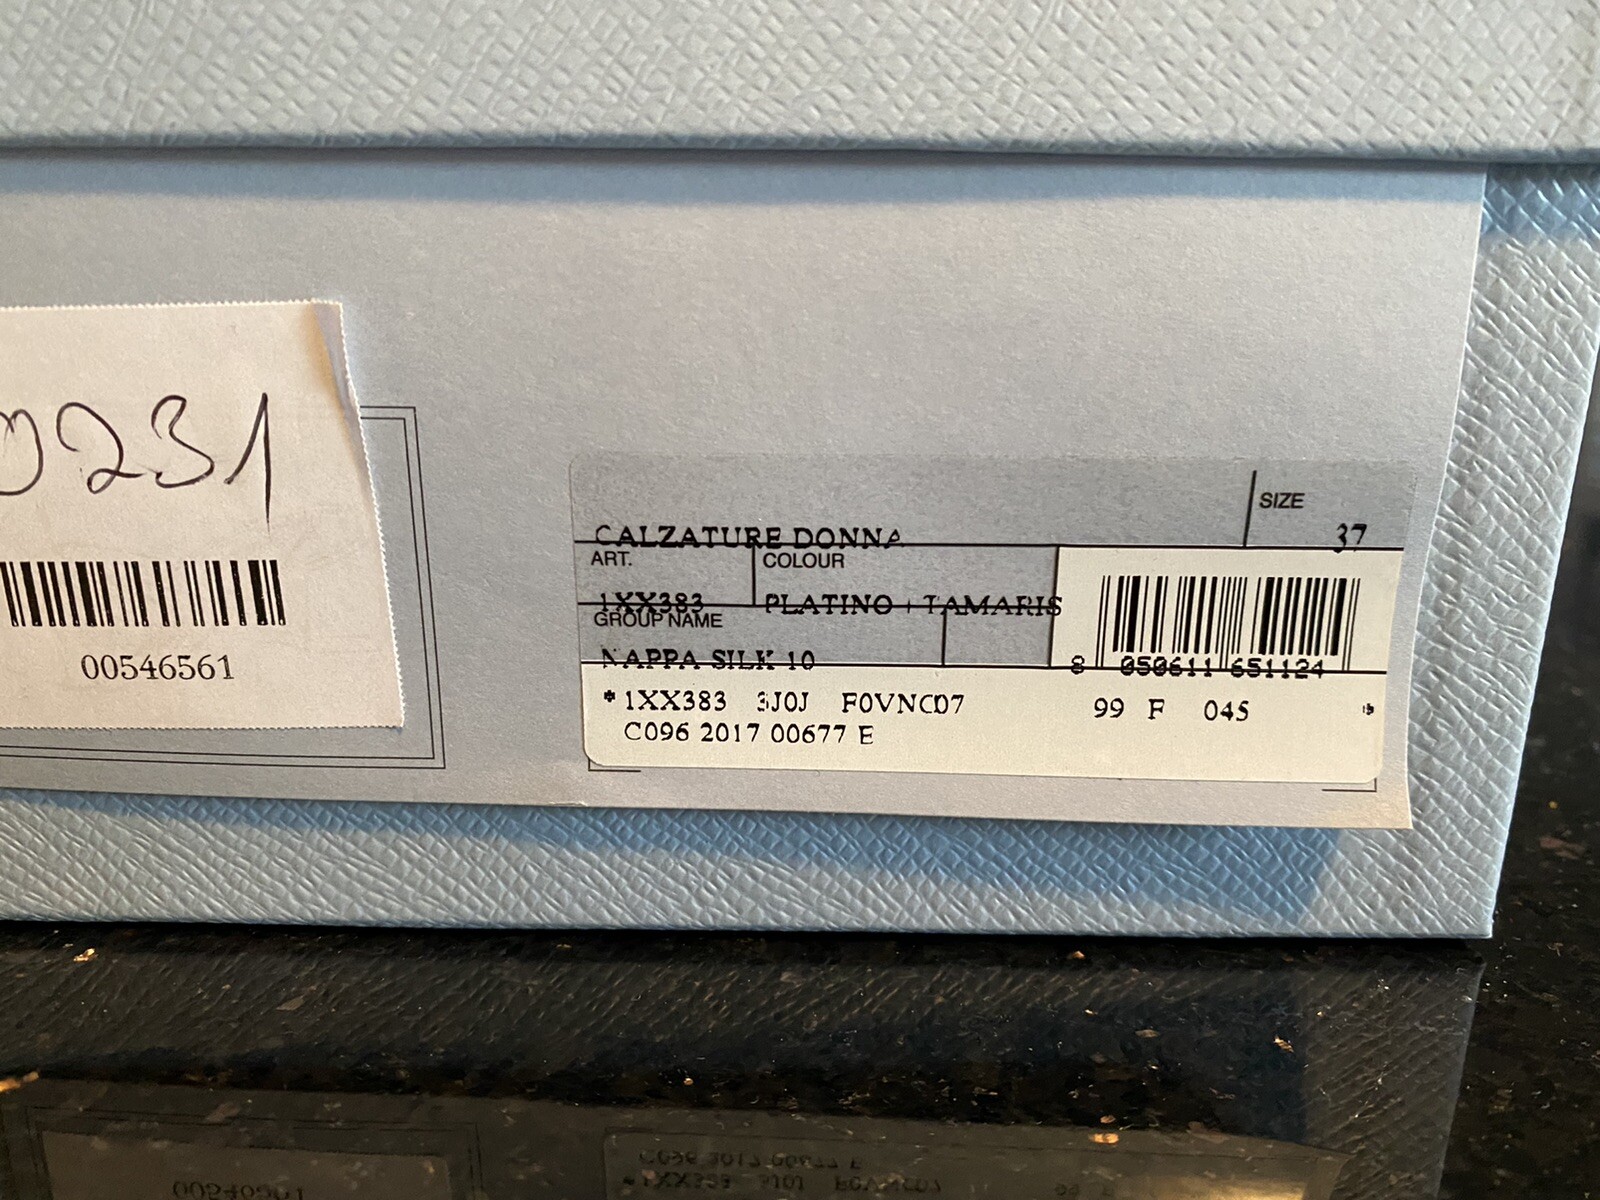 0231
00546561
SIZE
CALZATURE DONNA
37
ART. COLOUR
1XX383 PLATINO+TAMARIS
GROUP NAME
NAPPA SILK 10
8 050611 651124
*1XX383 3J0J F0VNC07 99 F 045 *
C096 2017 00677 E